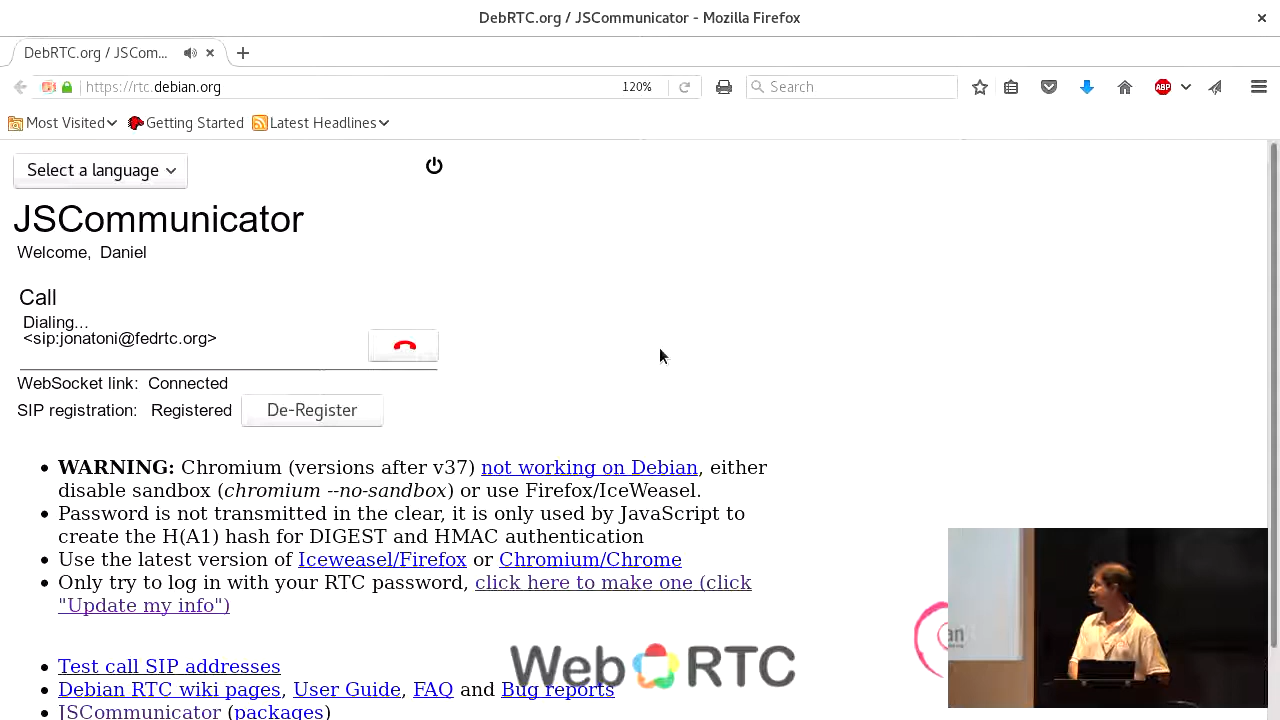 DebRTC.org / JSCommunicator - Mozilla Firefox
DebRTC.org / JSCom...
https://rtc.debian.org
120%
Search
Most Visited
Getting Started
Latest Headlines
Select a language
JSCommunicator
Welcome, Daniel
Call
Dialing...
<sip:jonatoni@fedrtc.org>
WebSocket link: Connected
SIP registration: Registered
De-Register
WARNING: Chromium (versions after v37) not working on Debian, either
disable sandbox (chromium --no-sandbox) or use Firefox/IceWeasel.
Password is not transmitted in the clear, it is only used by JavaScript to
create the H(A1) hash for DIGEST and HMAC authentication
Use the latest version of Iceweasel/Firefox or Chromium/Chrome
Only try to log in with your RTC password, click here to make one (click
"Update my info")
Web RTC
Test call SIP addresses
Debian RTC wiki pages, User Guide, FAQ and Bug reports
JSCommunicator (packages)
ABP